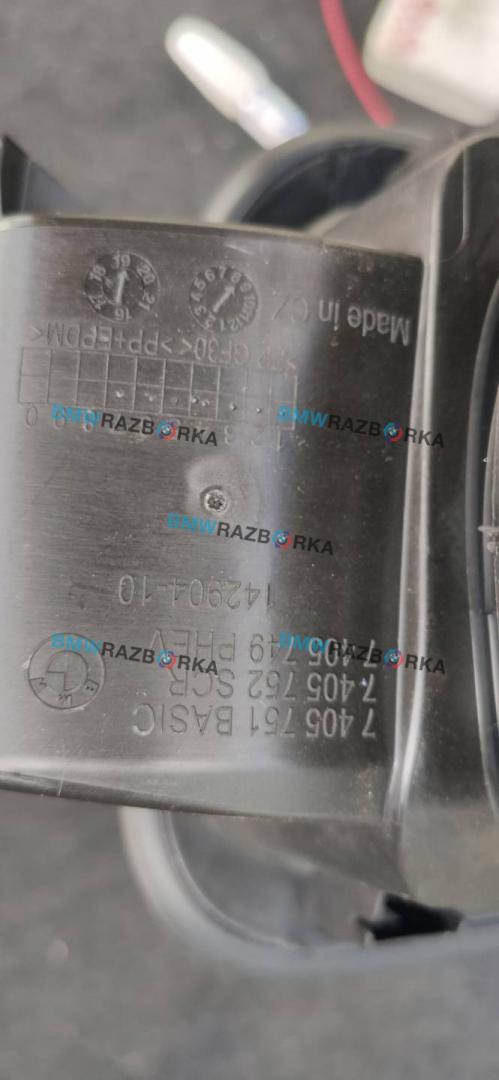 7 405 751 BASIC
7 405 752 SCR
7 405 749 PHEV
142904-10
>PP GF30<>PP+EPDM<
Made in CZ
BMWRAZBORKA
BMWRAZBORKA
BMWRAZBORKA
BMWRAZBORKA
BMWRAZBORKA